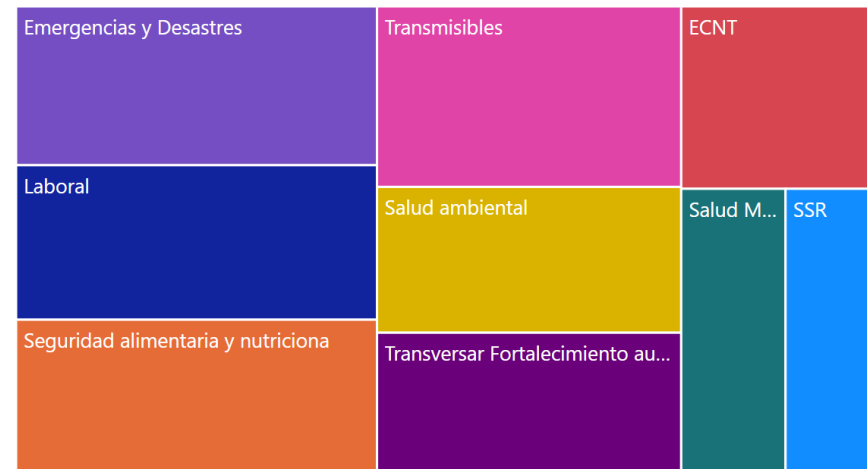 Emergencias y Desastres
Transmisibles
ECNT
Laboral
Salud ambiental
Salud M...
SSR
Seguridad alimentaria y nutriciona
Transversar Fortalecimiento au...